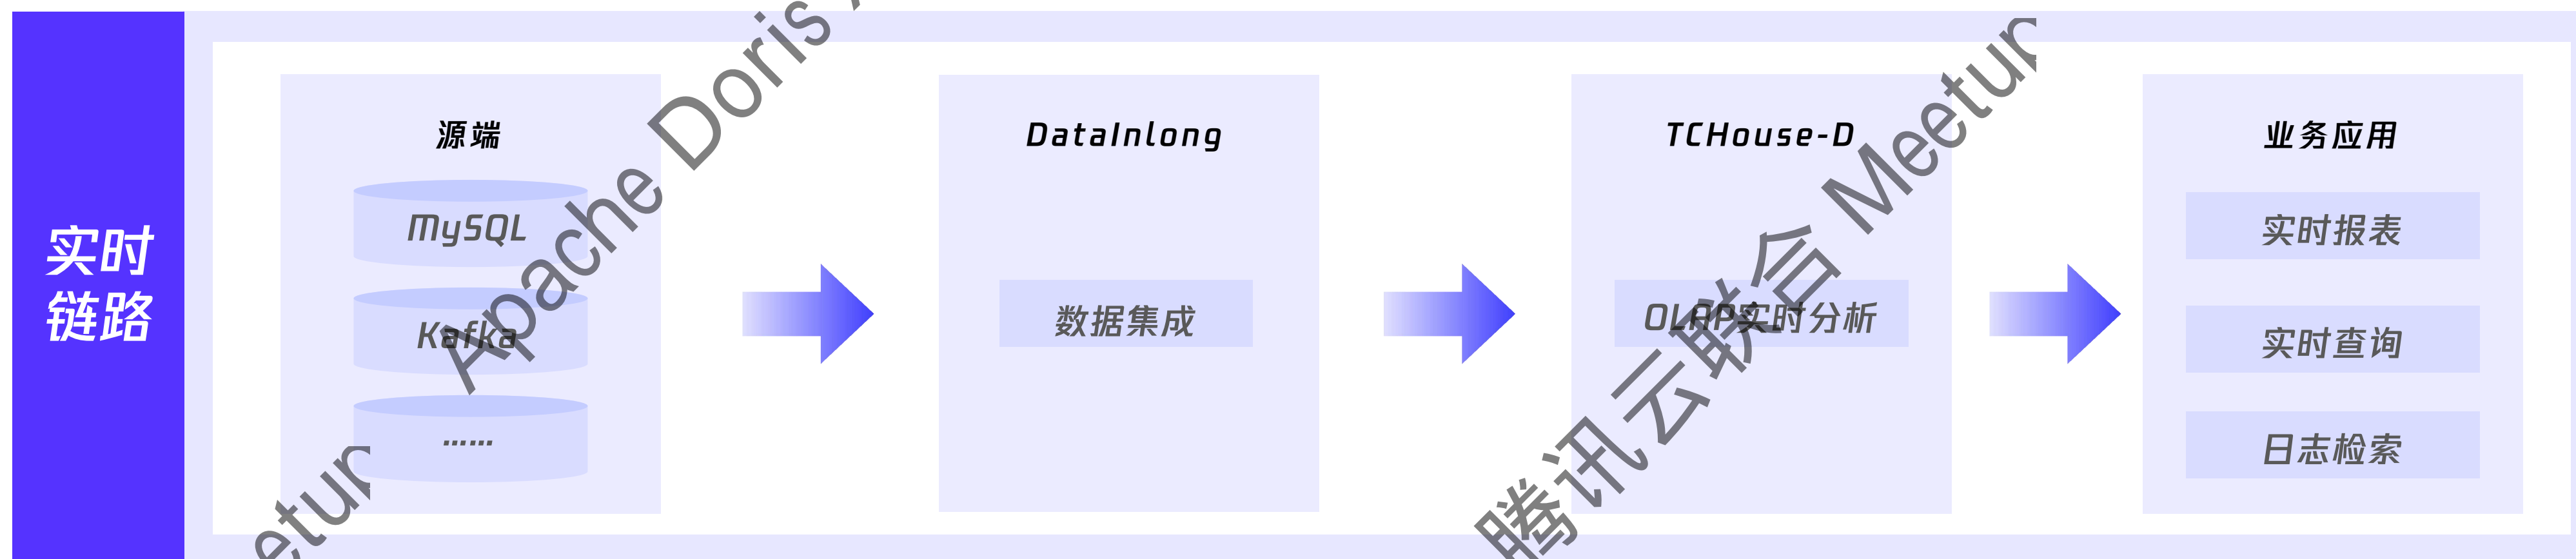 实时
链路
源端
MySQL
Kafka
......
DataInlong
数据集成
TCHouse-D
OLAP实时分析
业务应用
实时报表
实时查询
日志检索
Apache Doris
腾讯云联合 Meetup